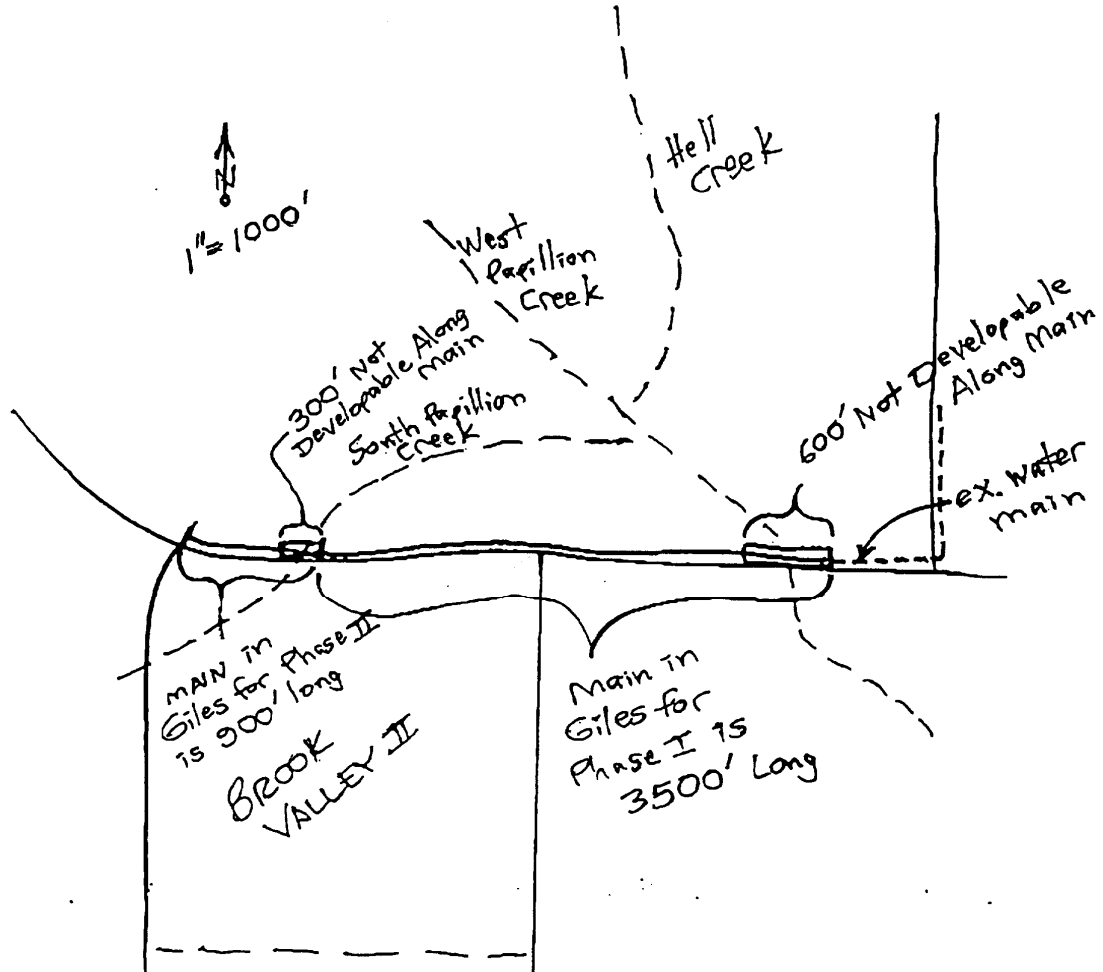 N
1"=1000'
Hell
Creek
West
Papillion
Creek
300' Not
Developable Along
Main
South Papillion
Creek
600' Not Developable
Along Main
ex. water
main
MAIN in
Giles for Phase II
is 900' long
BROOK
VALLEY II
Main in
Giles for
Phase I is
3500' Long